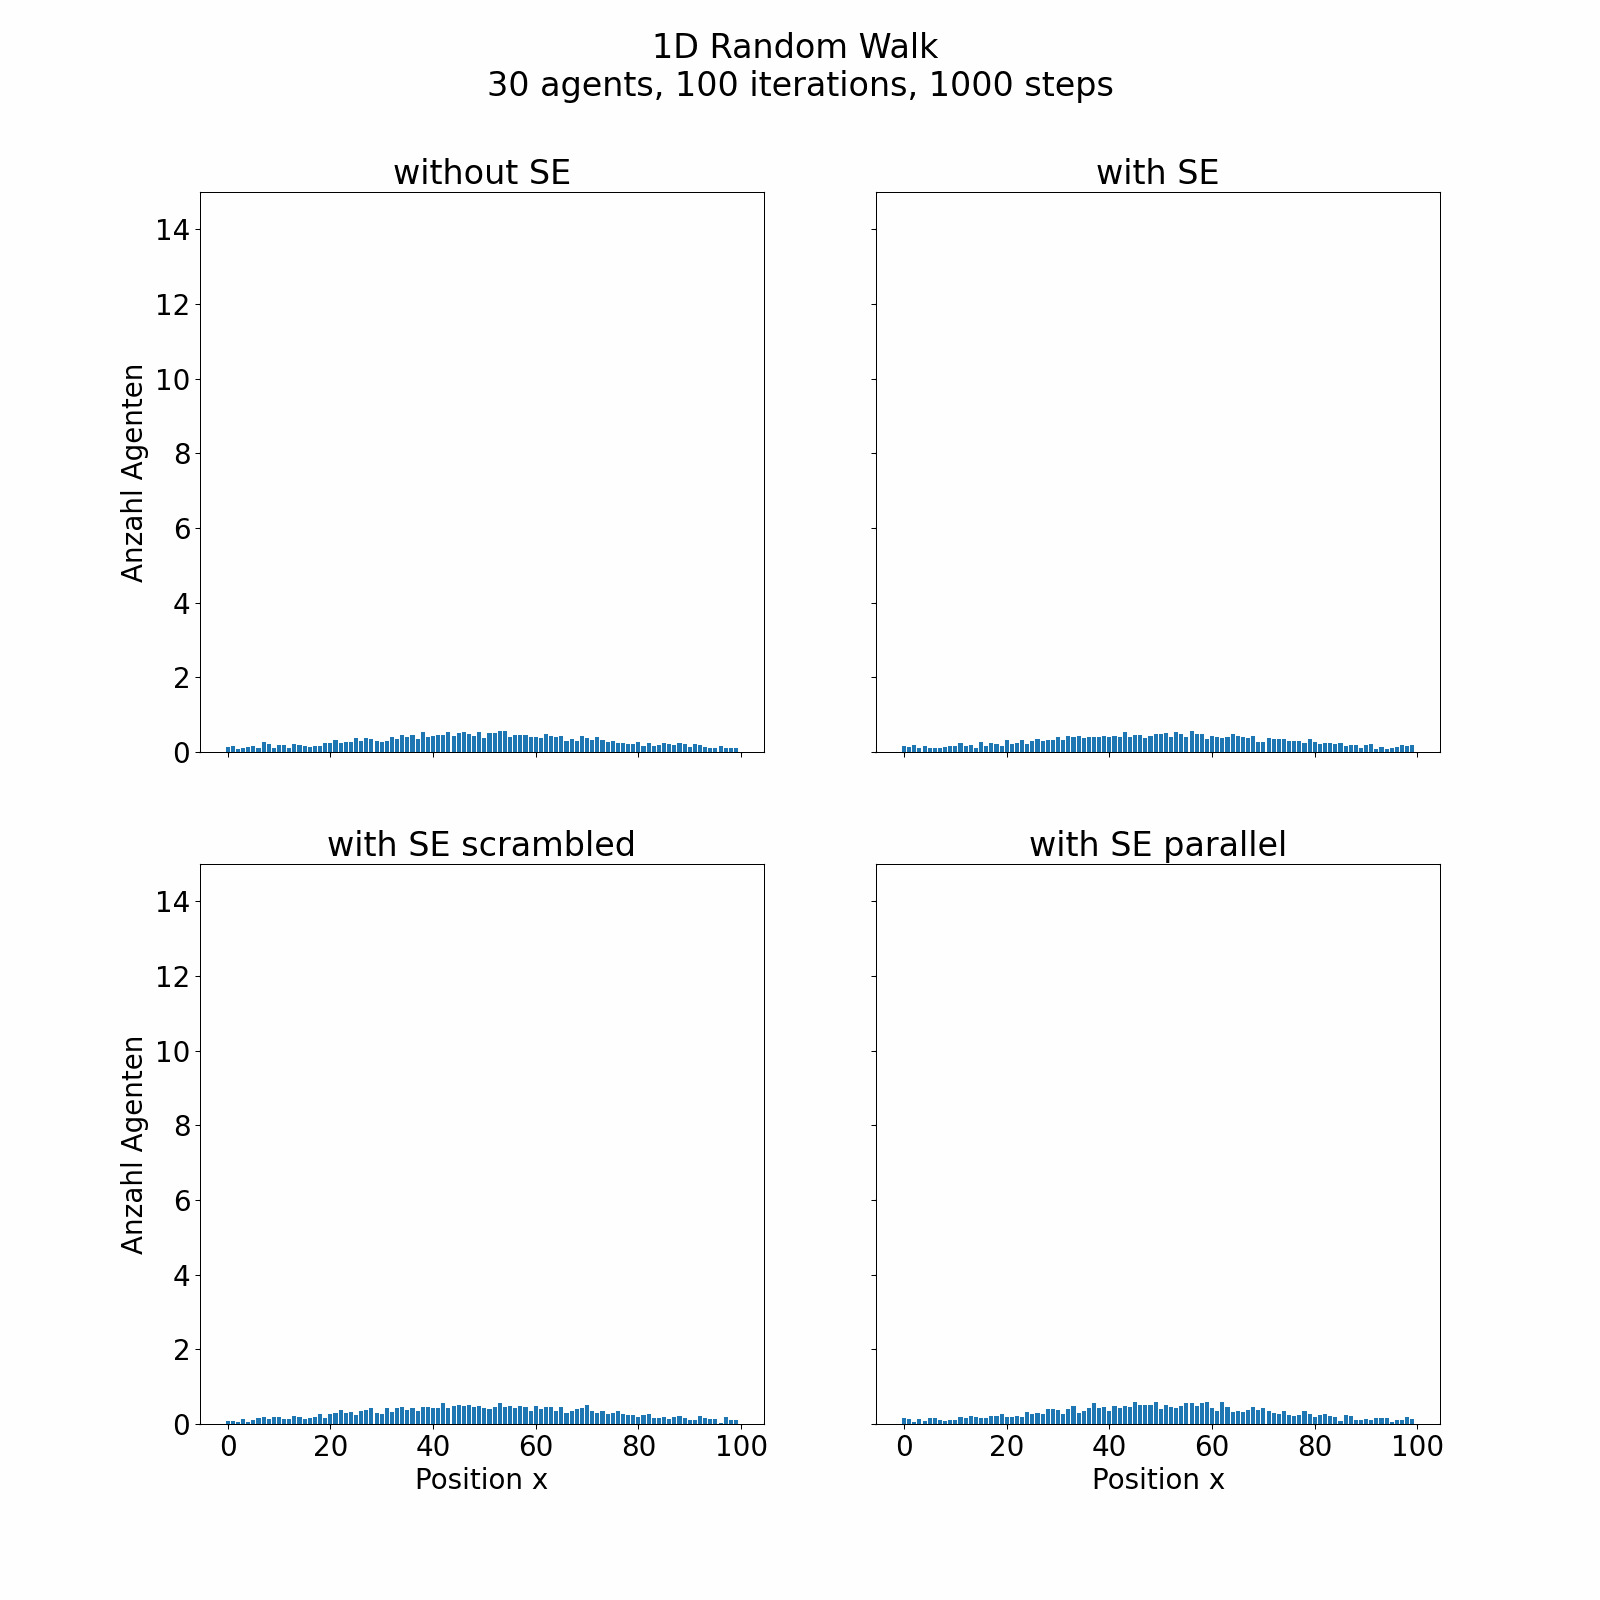 1D Random Walk
30 agents, 100 iterations, 1000 steps
without SE
with SE
14
12
10
8
6
4
2
0
Anzahl Agenten
with SE scrambled
with SE parallel
14
12
10
8
6
4
2
0
Anzahl Agenten
0 20 40 60 80 100
0 20 40 60 80 100
Position x
Position x